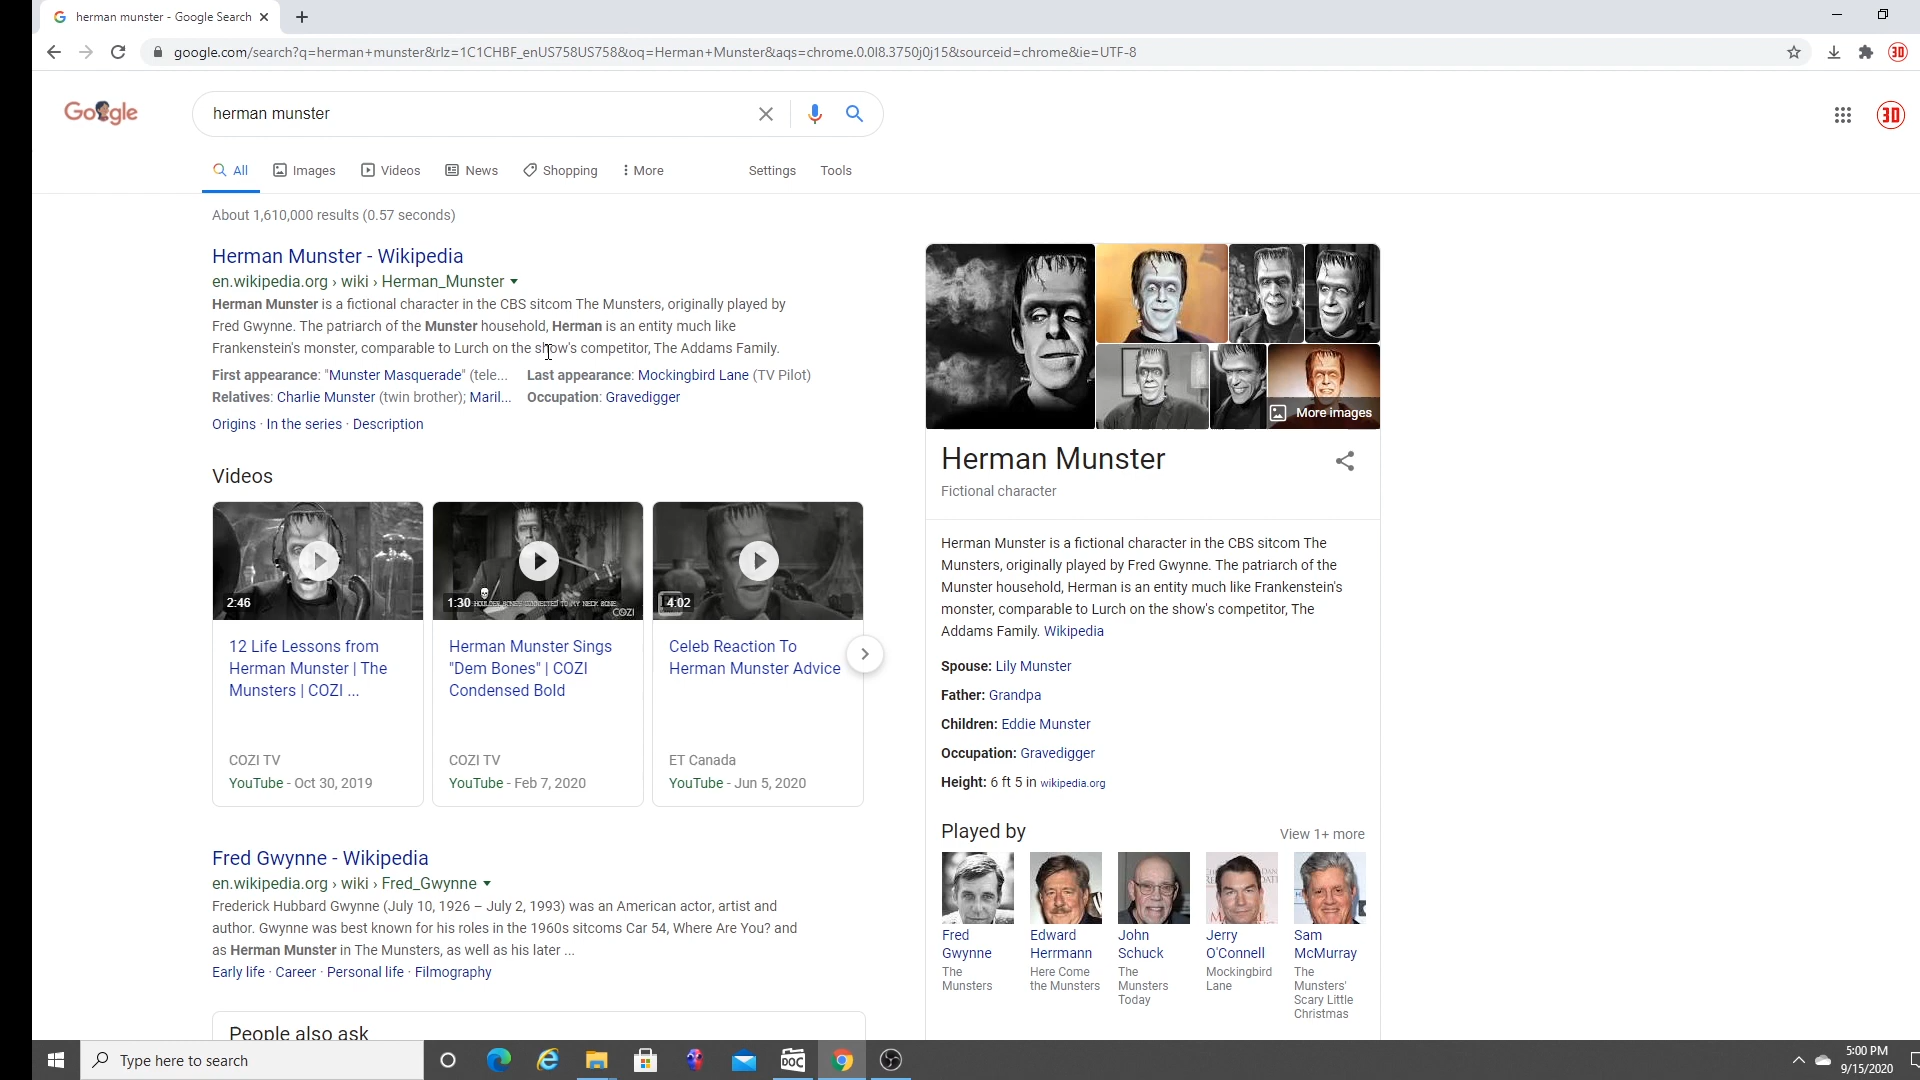 herman munster - Google Search
google.com/search?q=herman+munster&rlz=1C1CHBF_enUS758US758&oq=Herman+Munster&aqs=chrome.0.0l8.3750j0j15&sourceid=chrome&ie=UTF-8
Google
herman munster
All Images Videos News Shopping More Settings Tools
About 1,610,000 results (0.57 seconds)
Herman Munster - Wikipedia
en.wikipedia.org › wiki › Herman_Munster
Herman Munster is a fictional character in the CBS sitcom The Munsters, originally played by
Fred Gwynne. The patriarch of the Munster household, Herman is an entity much like
Frankenstein's monster, comparable to Lurch on the show's competitor, The Addams Family.
First appearance: "Munster Masquerade" (tele... Last appearance: Mockingbird Lane (TV Pilot)
Relatives: Charlie Munster (twin brother); Maril... Occupation: Gravedigger
Origins · In the series · Description
Videos
2:46
12 Life Lessons from
Herman Munster | The
Munsters | COZI ...
COZI TV
YouTube - Oct 30, 2019
1:30
COZI
Herman Munster Sings
"Dem Bones" | COZI
Condensed Bold
COZI TV
YouTube - Feb 7, 2020
4:02
Celeb Reaction To
Herman Munster Advice
ET Canada
YouTube - Jun 5, 2020
Fred Gwynne - Wikipedia
en.wikipedia.org › wiki › Fred_Gwynne
Frederick Hubbard Gwynne (July 10, 1926 – July 2, 1993) was an American actor, artist and
author. Gwynne was best known for his roles in the 1960s sitcoms Car 54, Where Are You? and
as Herman Munster in The Munsters, as well as his later ...
Early life · Career · Personal life · Filmography
People also ask
More images
Herman Munster
Fictional character
Herman Munster is a fictional character in the CBS sitcom The
Munsters, originally played by Fred Gwynne. The patriarch of the
Munster household, Herman is an entity much like Frankenstein's
monster, comparable to Lurch on the show's competitor, The
Addams Family. Wikipedia
Spouse: Lily Munster
Father: Grandpa
Children: Eddie Munster
Occupation: Gravedigger
Height: 6 ft 5 in wikipedia.org
Played by
View 1+ more
Fred
Gwynne
The
Munsters
Edward
Herrmann
Here Come
the Munsters
John
Schuck
The
Munsters
Today
Jerry
O'Connell
Mockingbird
Lane
Sam
McMurray
The
Munsters'
Scary Little
Christmas
3D
3D
Type here to search
DOC
5:00 PM
9/15/2020